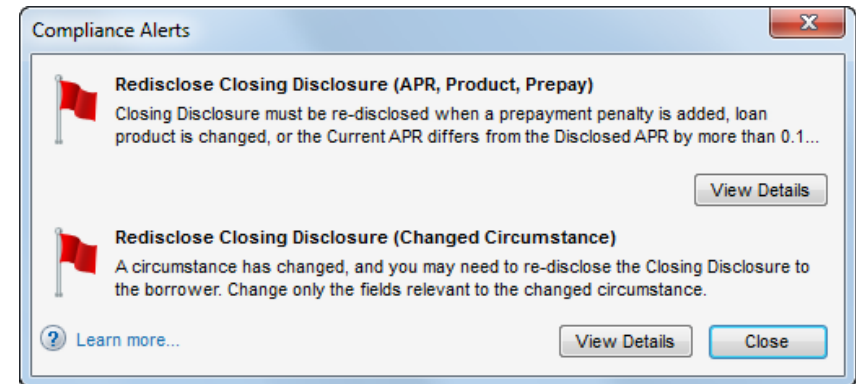 Compliance Alerts
Redisclose Closing Disclosure (APR, Product, Prepay)
Closing Disclosure must be re-disclosed when a prepayment penalty is added, loan
product is changed, or the Current APR differs from the Disclosed APR by more than 0.1...
View Details
Redisclose Closing Disclosure (Changed Circumstance)
A circumstance has changed, and you may need to re-disclose the Closing Disclosure to
the borrower. Change only the fields relevant to the changed circumstance.
? Learn more...
View Details
Close